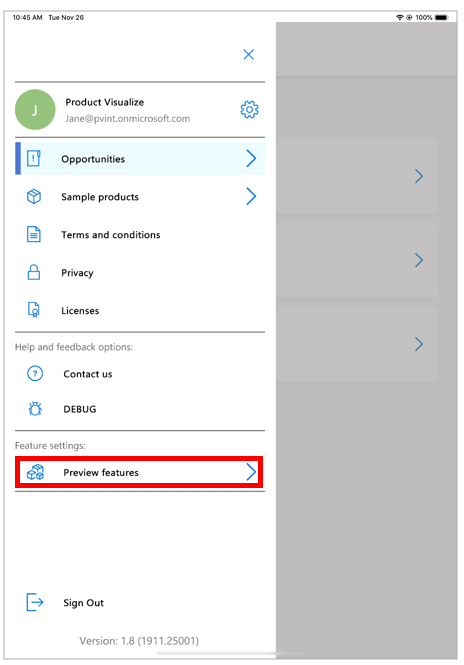 10:45 AM Tue Nov 26
100%
J
Product Visualize
Jane@pvint.onmicrosoft.com
Opportunities
Sample products
Terms and conditions
Privacy
Licenses
Help and feedback options:
?
Contact us
DEBUG
Feature settings:
Preview features
Sign Out
Version: 1.8 (1911.25001)